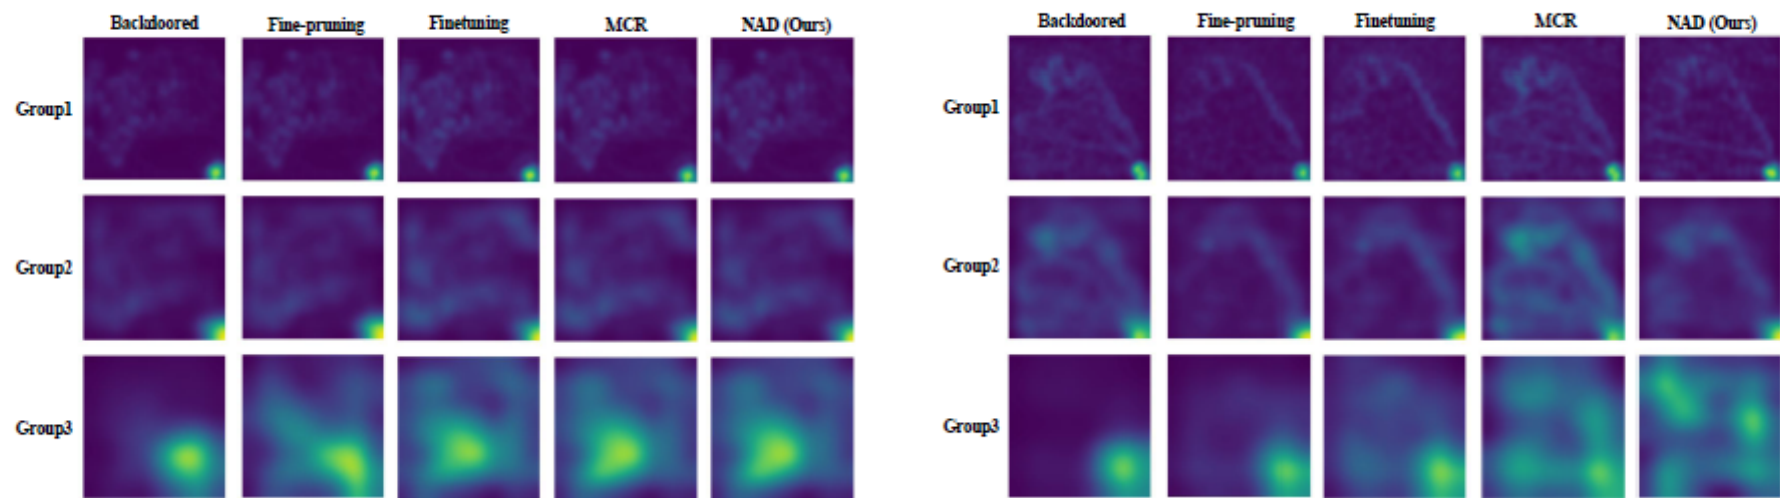 Backdoored Fine-pruning Finetuning MCR NAD (Ours)
Group1
Group2
Group3
Backdoored Fine-pruning Finetuning MCR NAD (Ours)
Group1
Group2
Group3